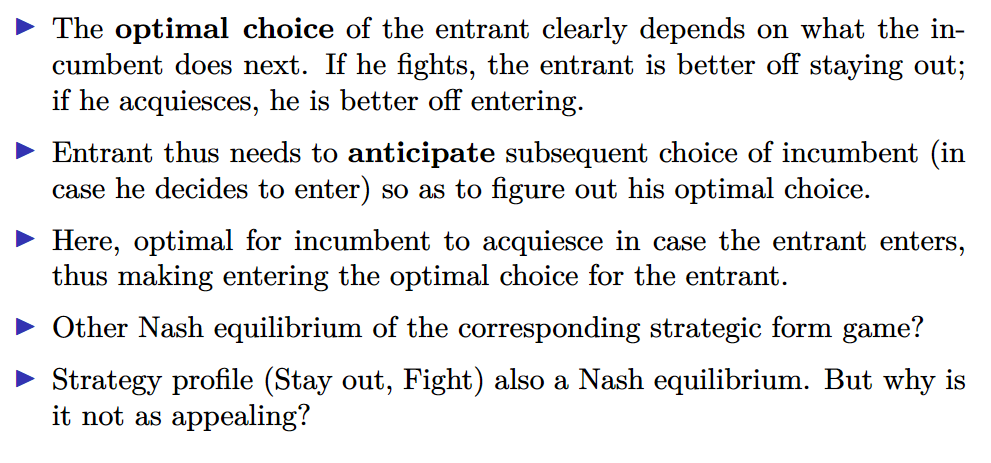 The optimal choice of the entrant clearly depends on what the in-
cumbent does next. If he fights, the entrant is better off staying out;
if he acquiesces, he is better off entering.
Entrant thus needs to anticipate subsequent choice of incumbent (in
case he decides to enter) so as to figure out his optimal choice.
Here, optimal for incumbent to acquiesce in case the entrant enters,
thus making entering the optimal choice for the entrant.
Other Nash equilibrium of the corresponding strategic form game?
Strategy profile (Stay out, Fight) also a Nash equilibrium. But why is
it not as appealing?